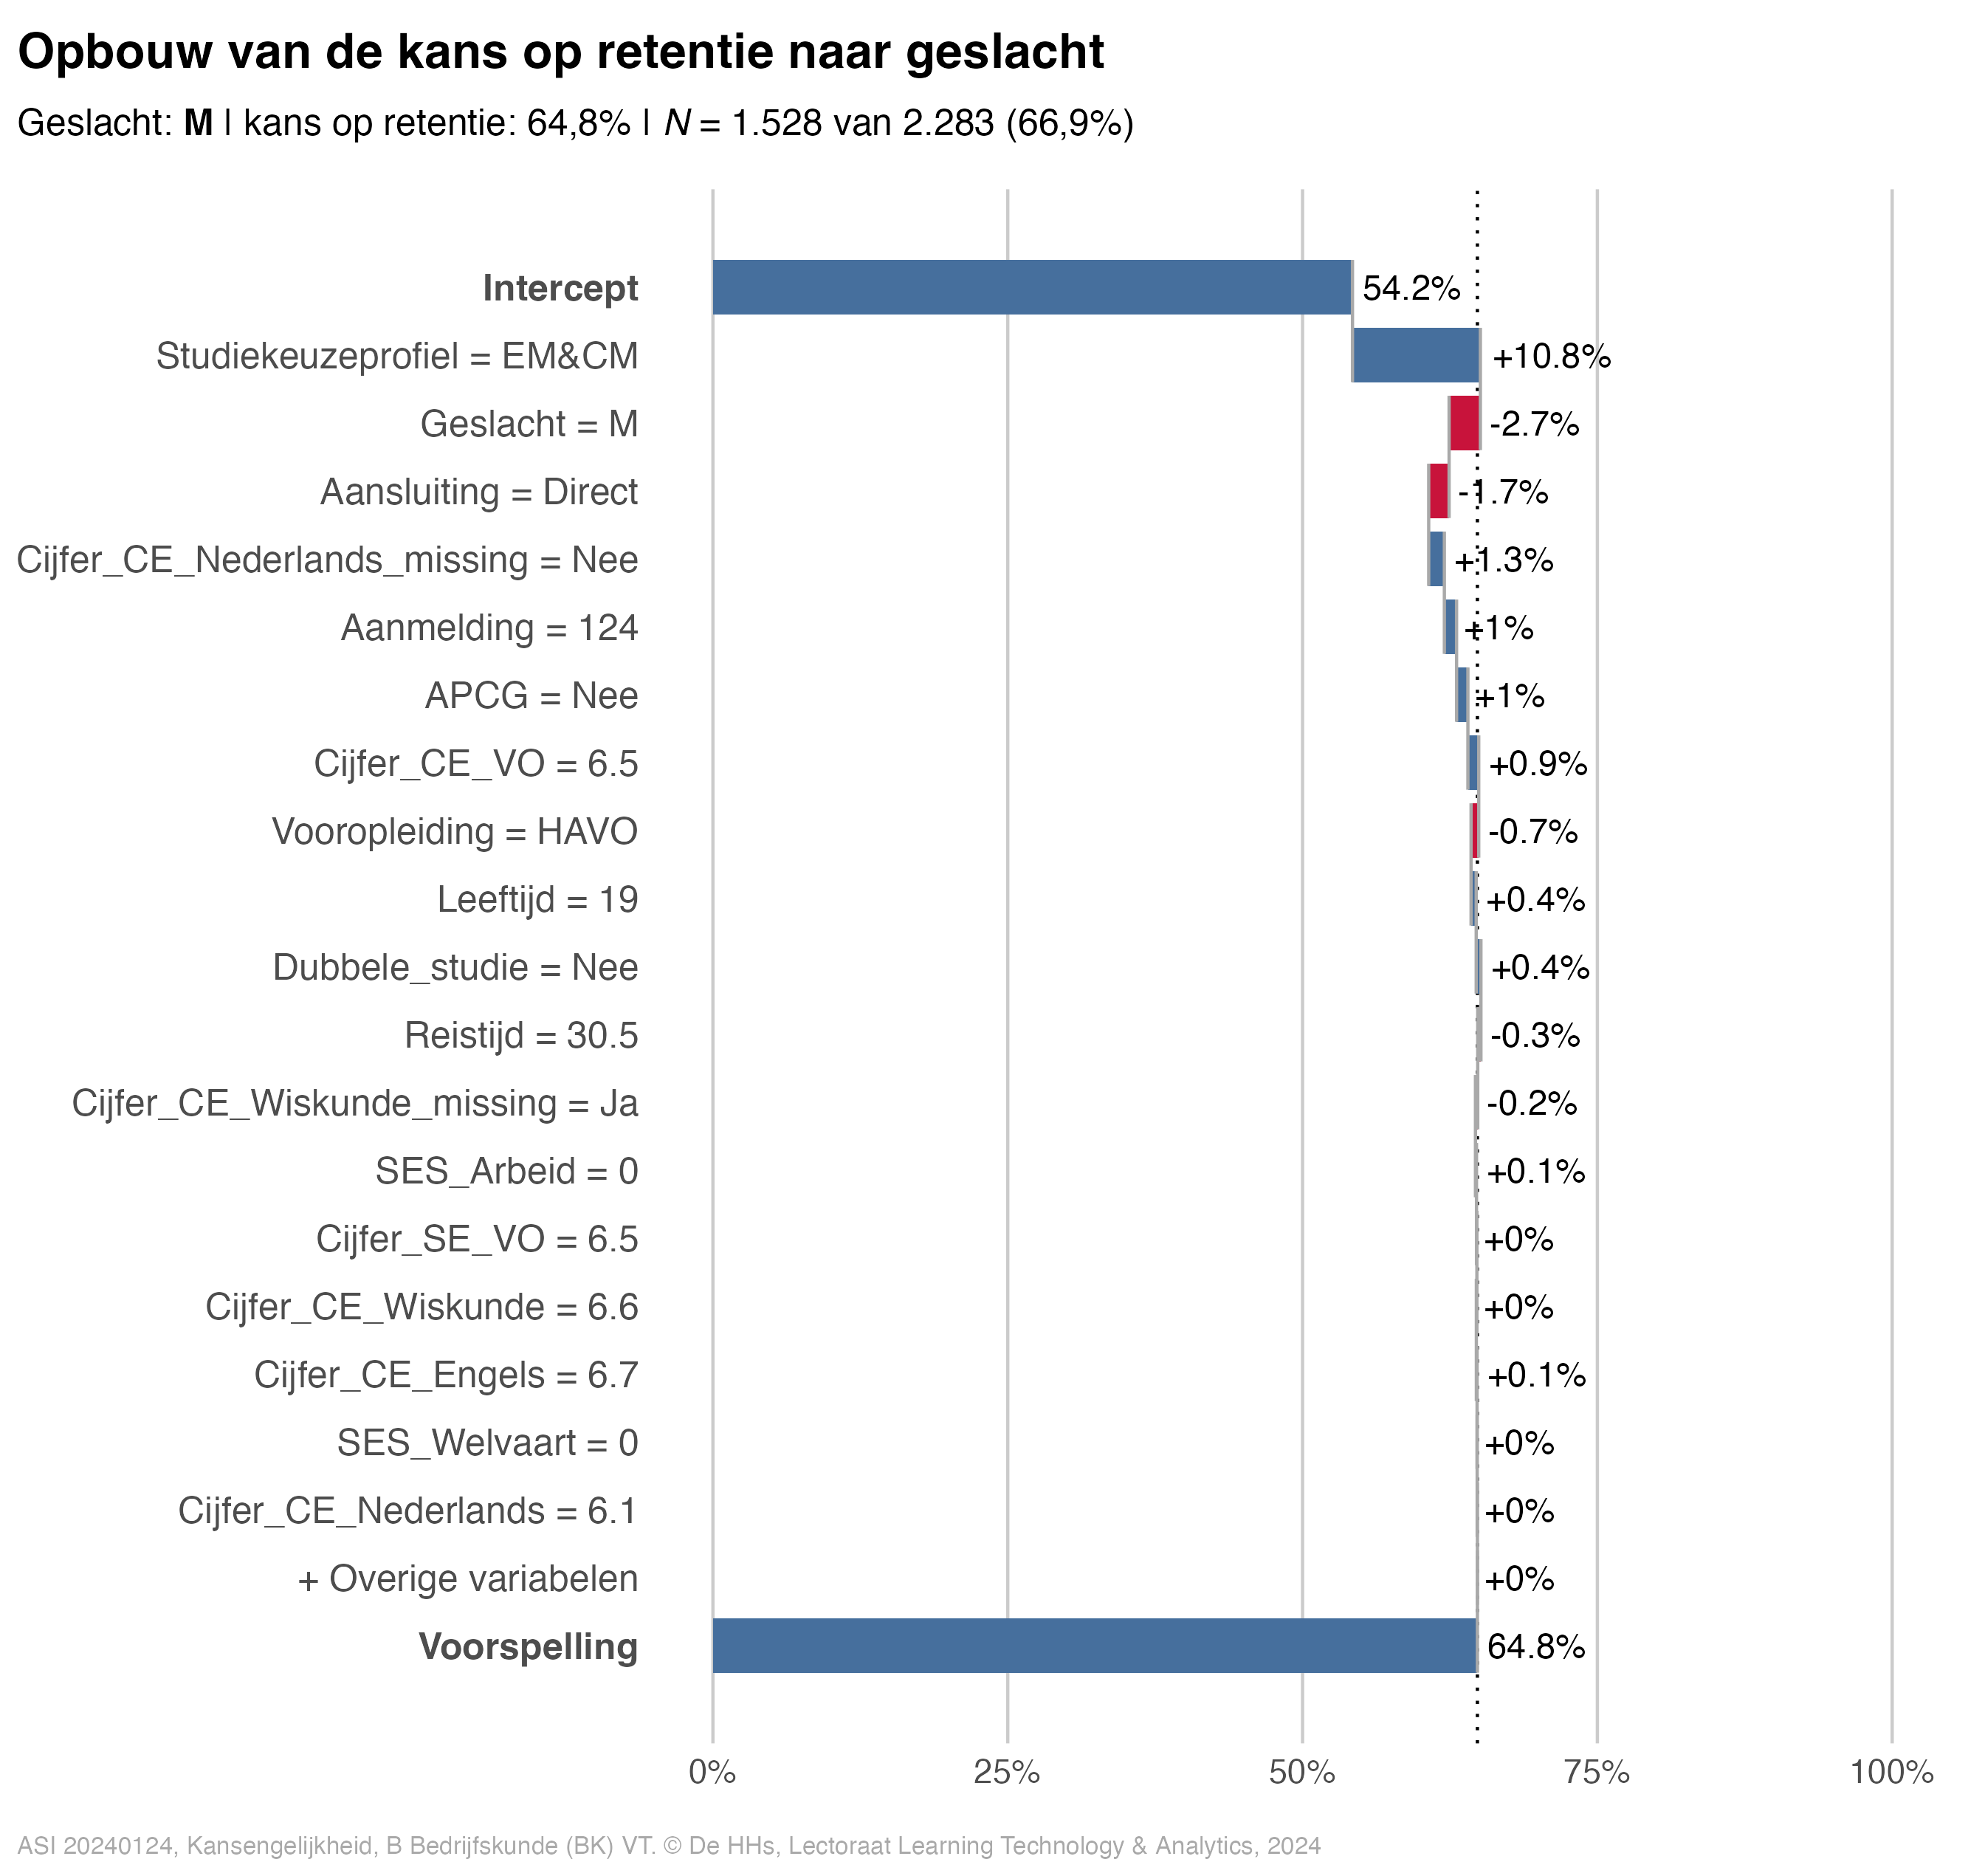 Opbouw van de kans op retentie naar geslacht
Geslacht: M | kans op retentie: 64,8% | N = 1.528 van 2.283 (66,9%)
Intercept 54.2%
Studiekeuzeprofiel = EM&CM +10.8%
Geslacht = M -2.7%
Aansluiting = Direct -1.7%
Cijfer_CE_Nederlands_missing = Nee +1.3%
Aanmelding = 124 +1%
APCG = Nee +1%
Cijfer_CE_VO = 6.5 +0.9%
Vooropleiding = HAVO -0.7%
Leeftijd = 19 +0.4%
Dubbele_studie = Nee +0.4%
Reistijd = 30.5 -0.3%
Cijfer_CE_Wiskunde_missing = Ja -0.2%
SES_Arbeid = 0 +0.1%
Cijfer_SE_VO = 6.5 +0%
Cijfer_CE_Wiskunde = 6.6 +0%
Cijfer_CE_Engels = 6.7 +0.1%
SES_Welvaart = 0 +0%
Cijfer_CE_Nederlands = 6.1 +0%
+ Overige variabelen +0%
Voorspelling 64.8%
0% 25% 50% 75% 100%
ASI 20240124, Kansengelijkheid, B Bedrijfskunde (BK) VT. © De HHs, Lectoraat Learning Technology & Analytics, 2024